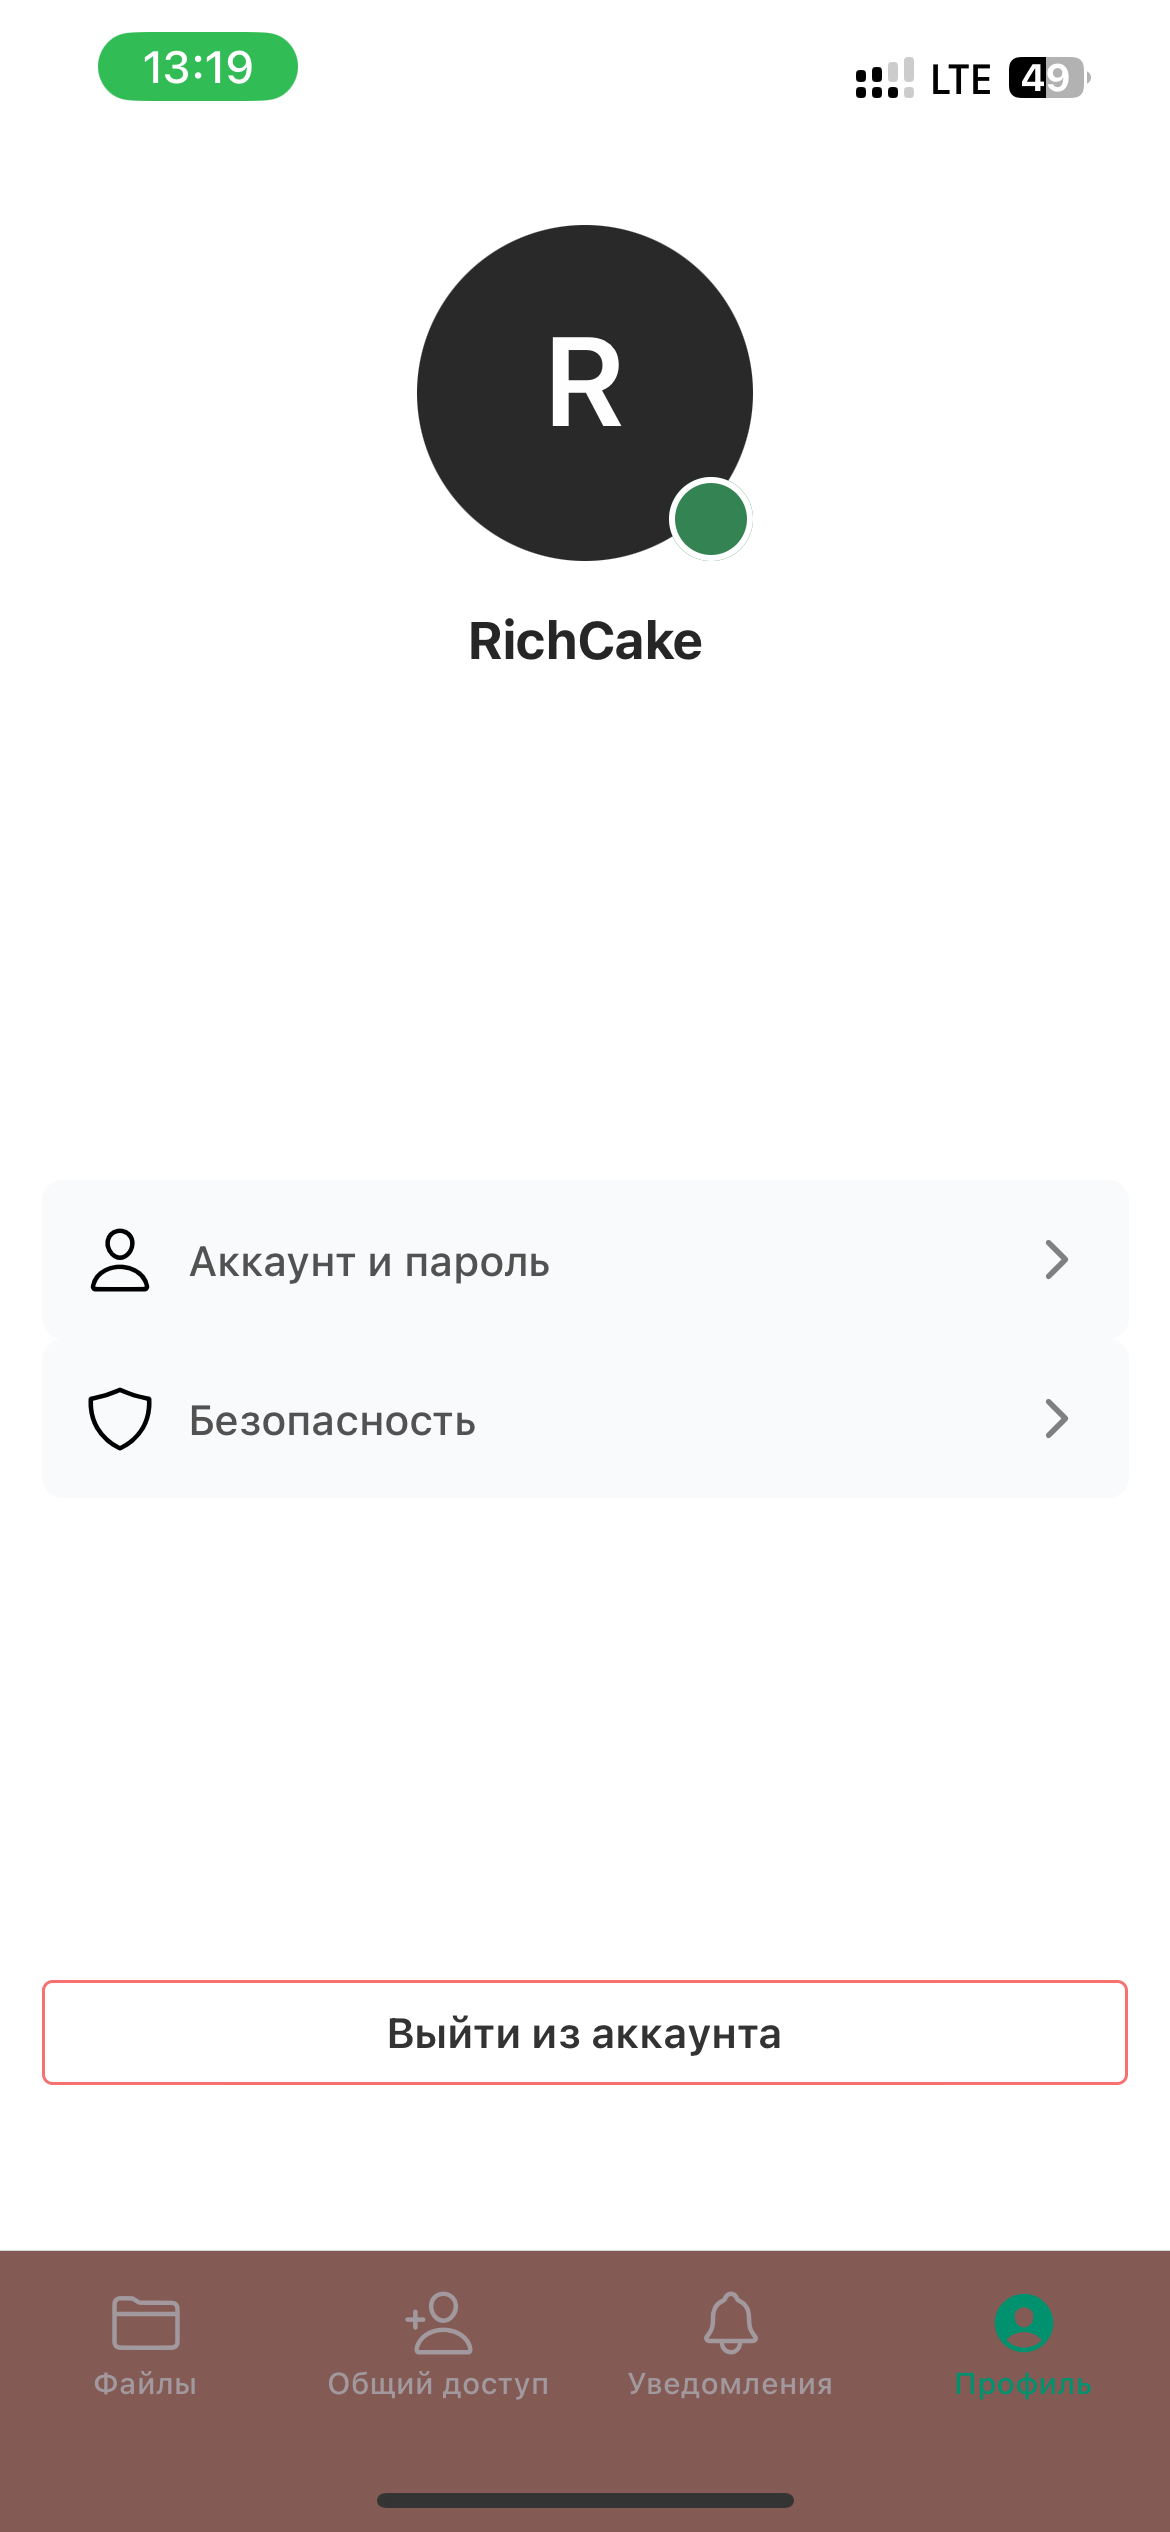 13:19
LTE 49
R
RichCake
Аккаунт и пароль
Безопасность
Выйти из аккаунта
Файлы Общий доступ Уведомления Профиль